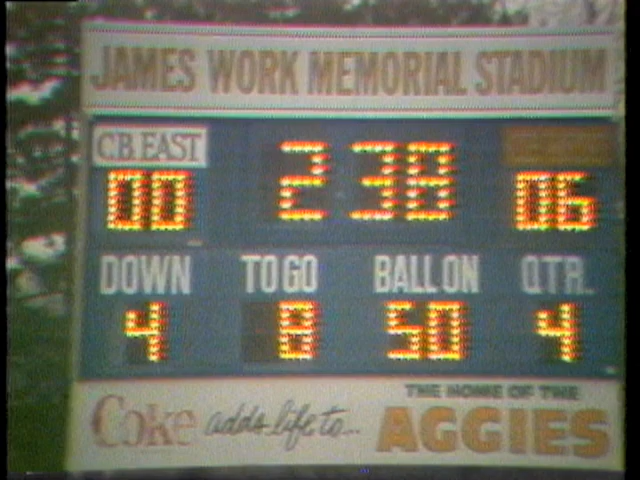 JAMES WORK MEMORIAL STADIUM
C.B. EAST
2 38
00
06
DOWN TO GO BALL ON QTR.
4 8 50 4
Coke adds life to...
THE HOME OF THE
AGGIES